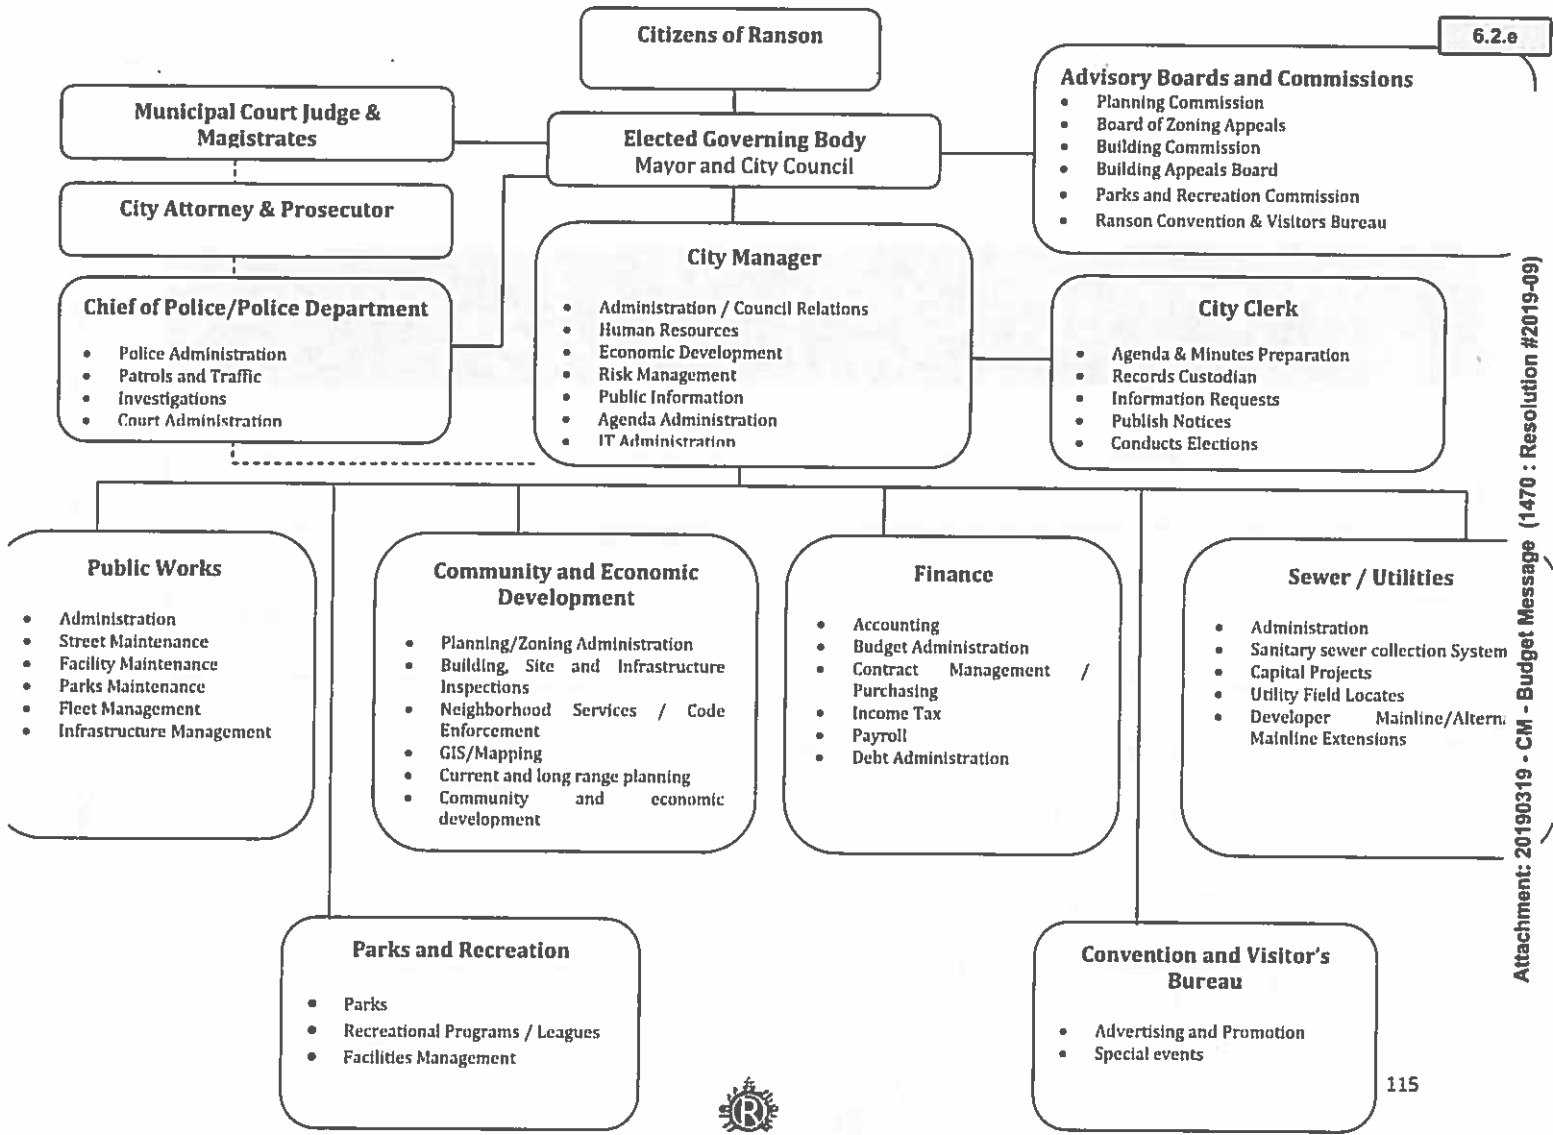 Citizens of Ranson
6.2.e
Municipal Court Judge &
Magistrates
Elected Governing Body
Mayor and City Council
Advisory Boards and Commissions
• Planning Commission
• Board of Zoning Appeals
• Building Commission
• Building Appeals Board
• Parks and Recreation Commission
• Ranson Convention & Visitors Bureau
City Attorney & Prosecutor
Chief of Police/Police Department
• Police Administration
• Patrols and Traffic
• Investigations
• Court Administration
City Manager
• Administration / Council Relations
• Human Resources
• Economic Development
• Risk Management
• Public Information
• Agenda Administration
• IT Administration
City Clerk
• Agenda & Minutes Preparation
• Records Custodian
• Information Requests
• Publish Notices
• Conducts Elections
Public Works
• Administration
• Street Maintenance
• Facility Maintenance
• Parks Maintenance
• Fleet Management
• Infrastructure Management
Community and Economic
Development
• Planning/Zoning Administration
• Building, Site and Infrastructure
Inspections
• Neighborhood Services / Code
Enforcement
• GIS/Mapping
• Current and long range planning
• Community and economic
development
Finance
• Accounting
• Budget Administration
• Contract Management /
Purchasing
• Income Tax
• Payroll
• Debt Administration
Sewer / Utilities
• Administration
• Sanitary sewer collection System
• Capital Projects
• Utility Field Locates
• Developer Mainline/Altern
Mainline Extensions
Parks and Recreation
• Parks
• Recreational Programs / Leagues
• Facilities Management
Convention and Visitor's
Bureau
• Advertising and Promotion
• Special events
115
R
Attachment: 20190319 - CM - Budget Message (1470 : Resolution #2019-09)